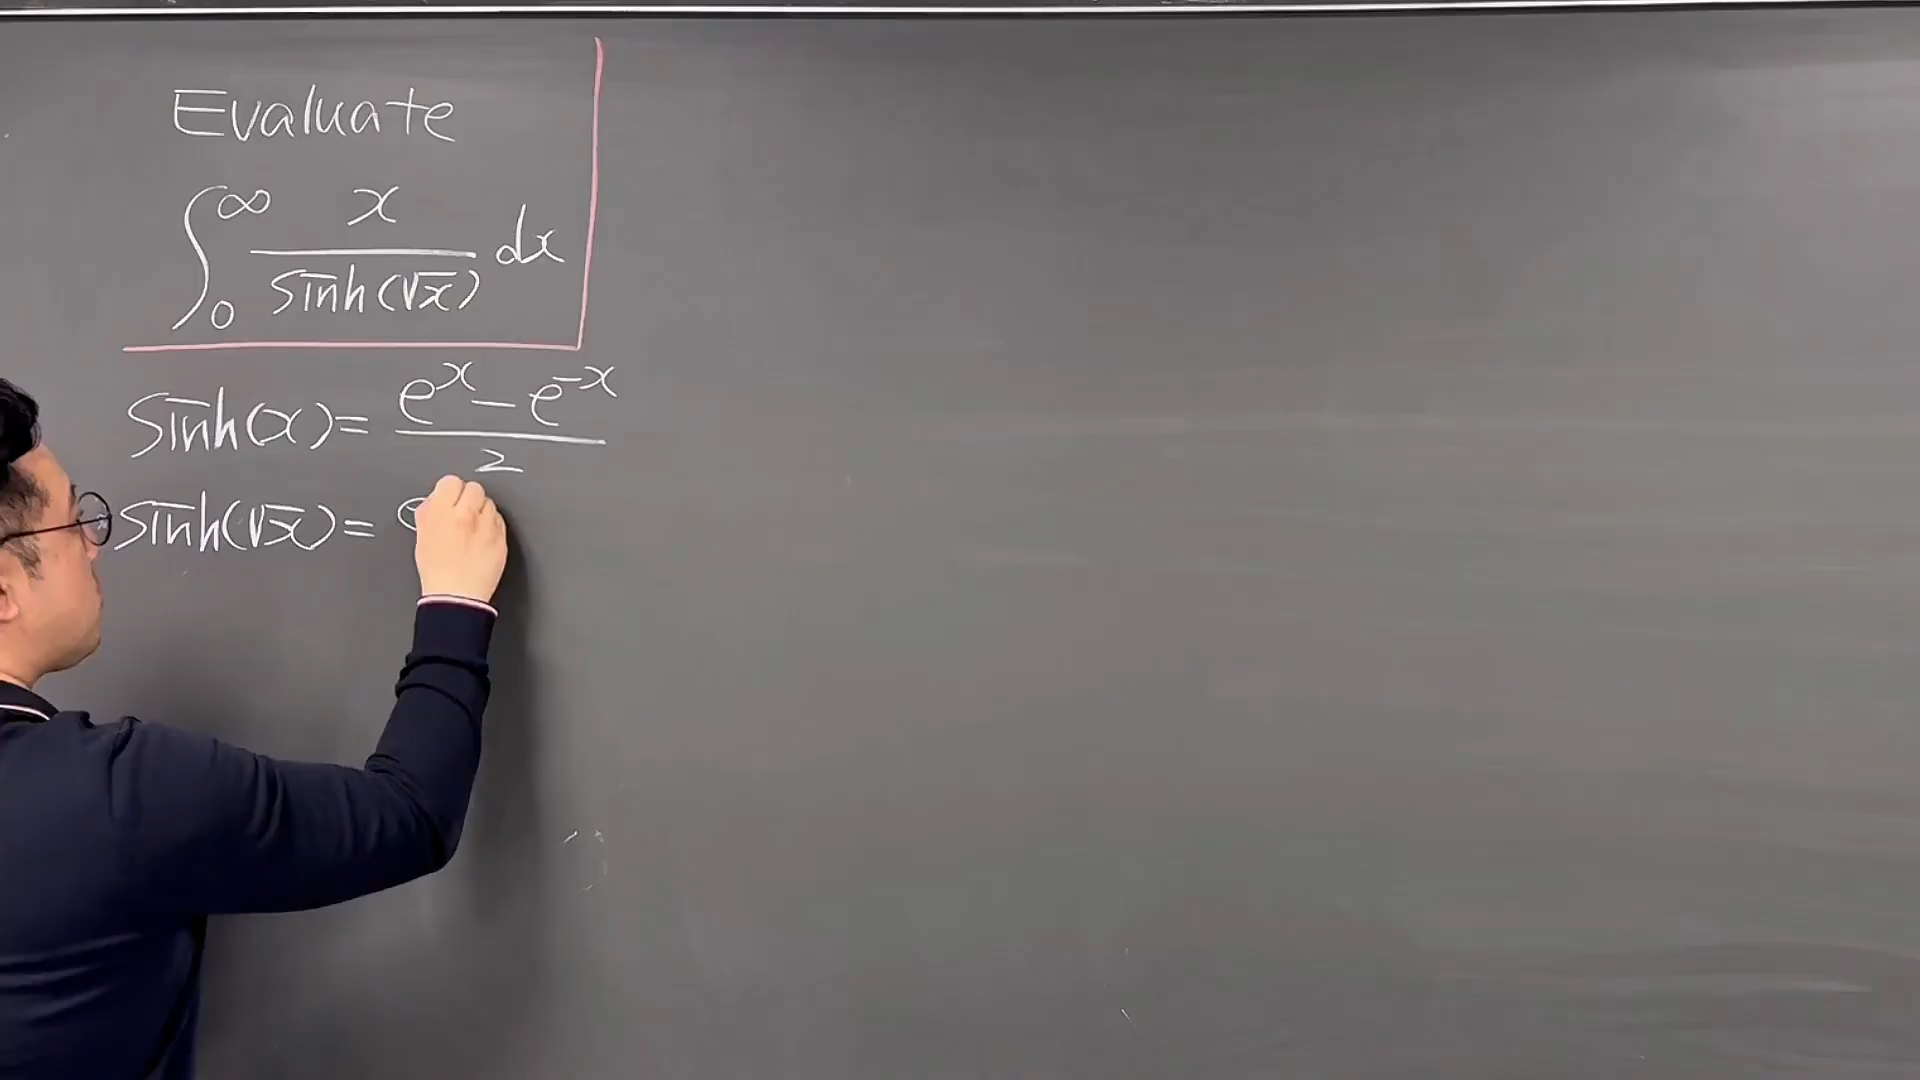 Evaluate
∫₀^∞ x / sinh(√x) dx
sinh(x) = (e^x − e^−x) / 2
sinh(√x) = e